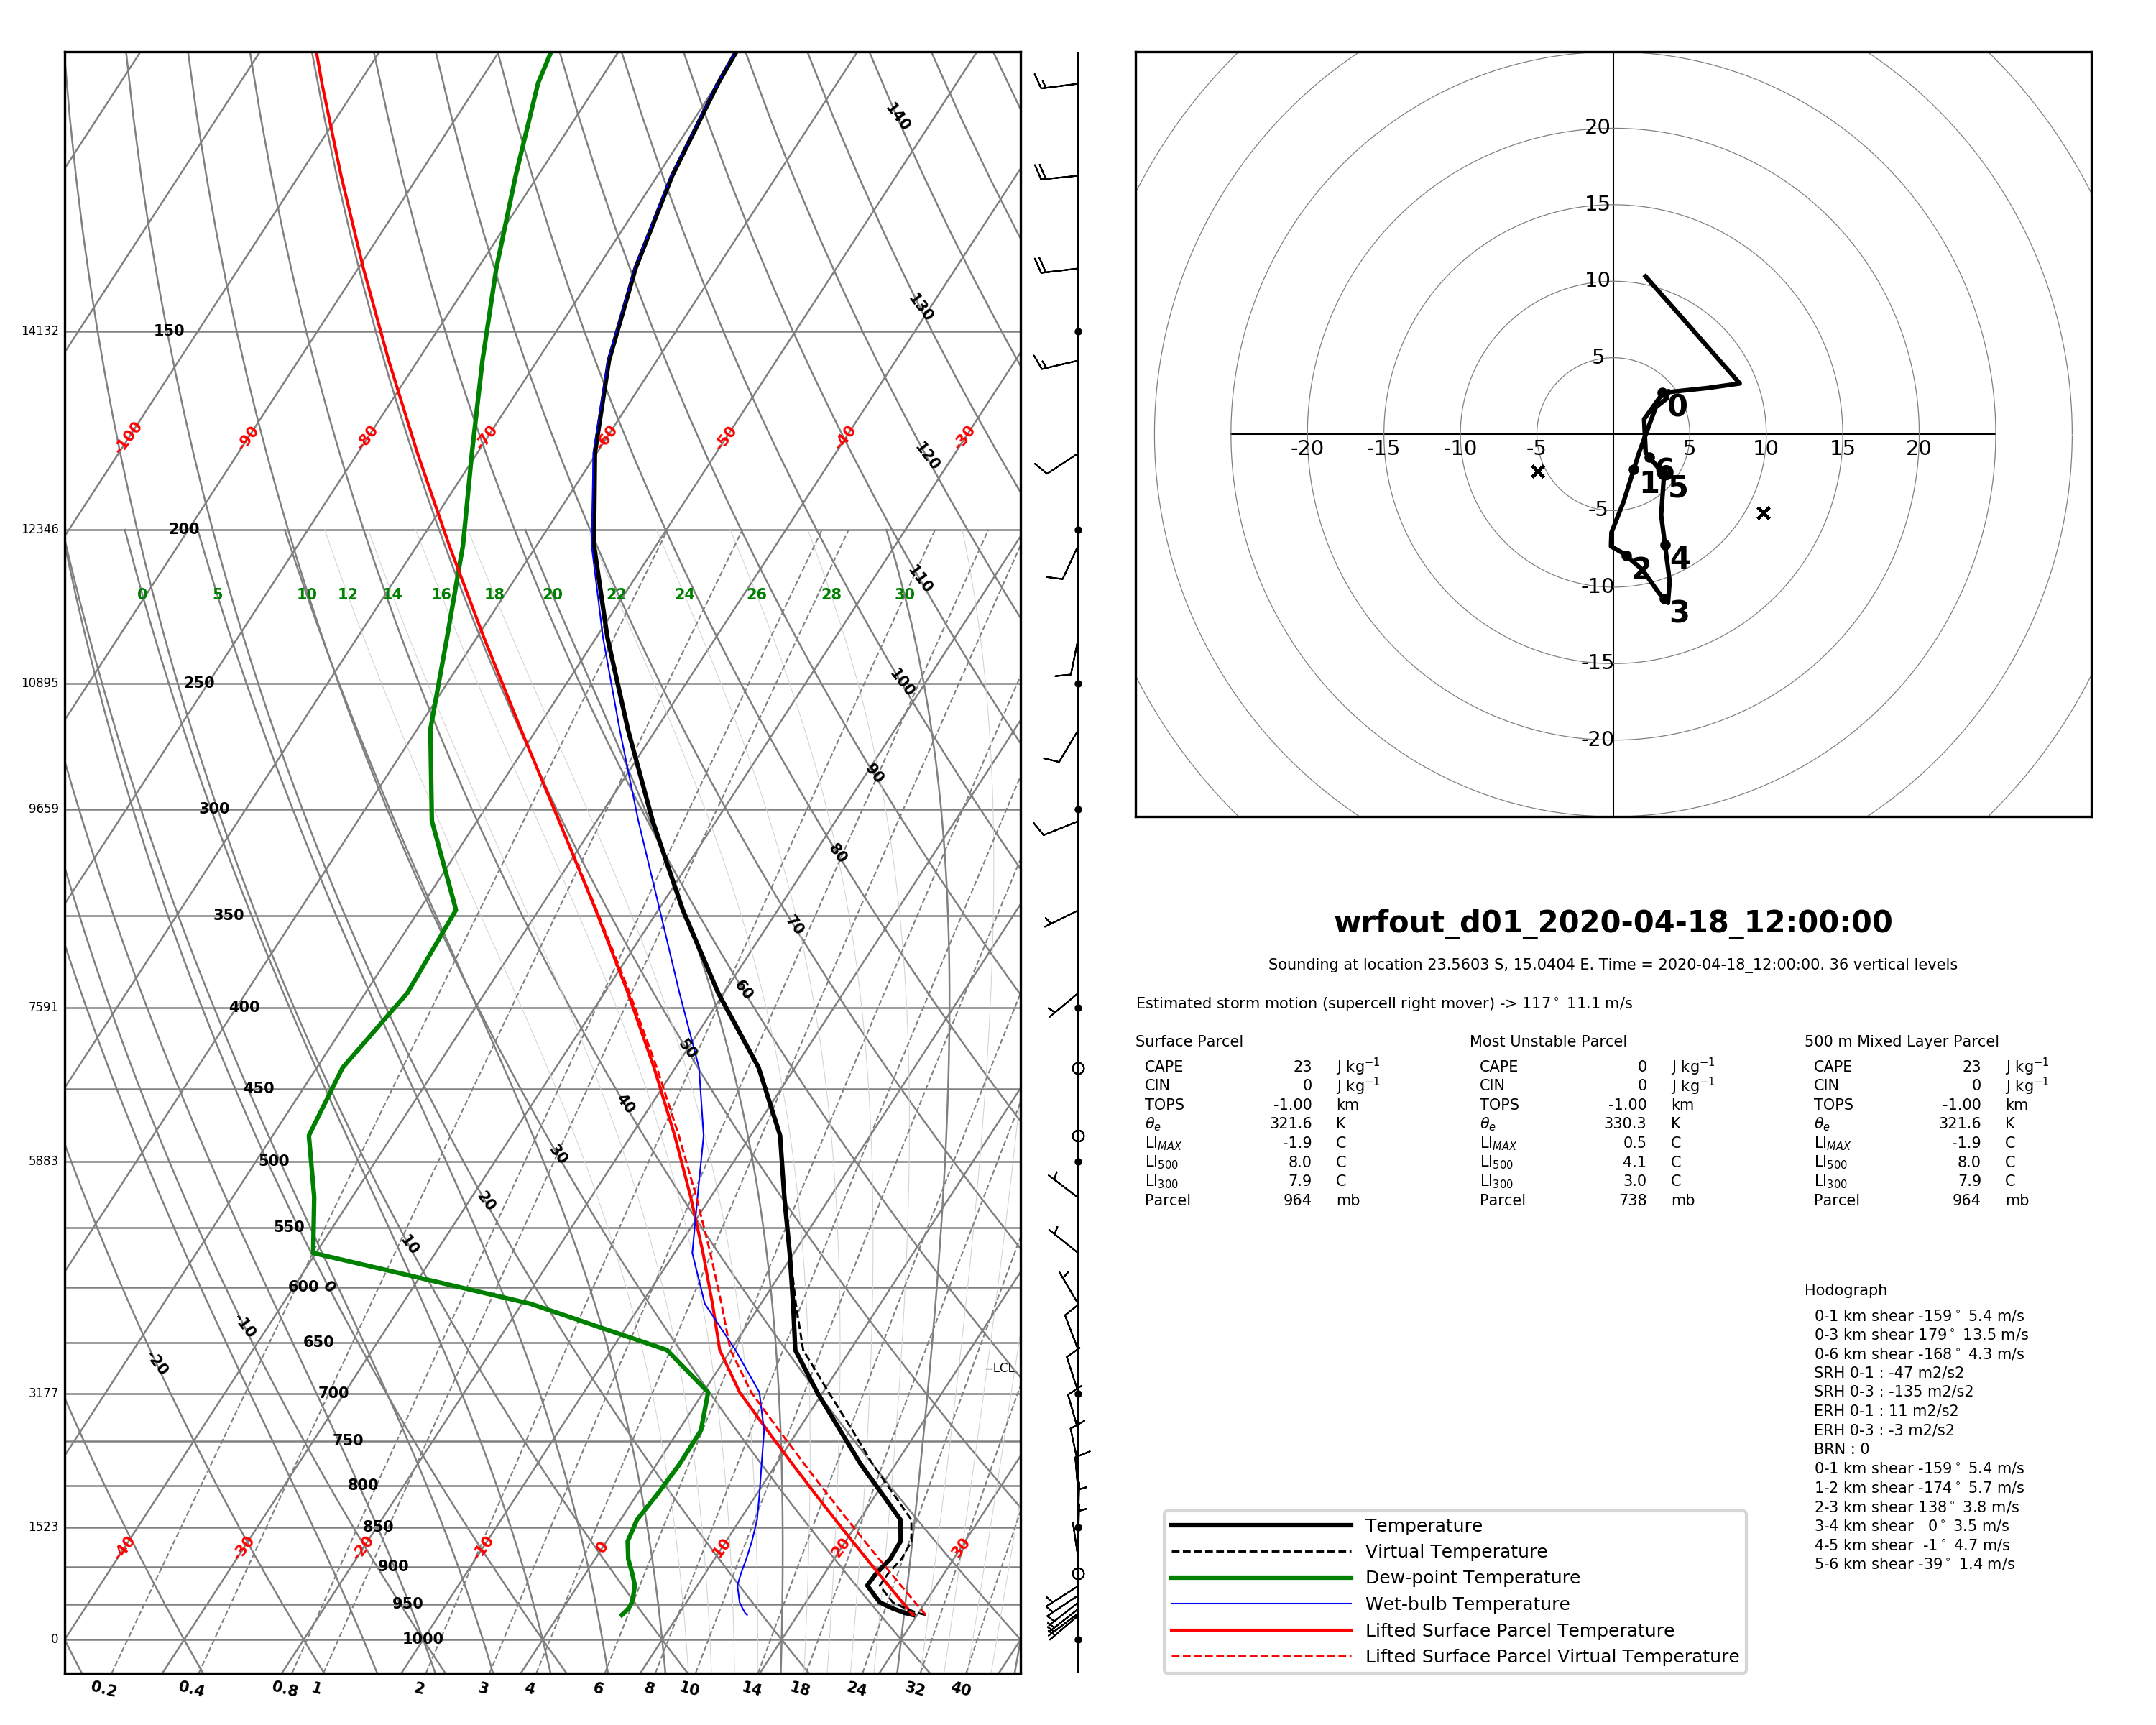 140
130
14132 150
-100 -90 -80 -70 -60 -50 -40 -30
120
12346 200
110
0 5 10 12 14 16 18 20 22 24 26 28 30
10895 250
100
90
9659 300
80
350
70
60
7591 400
50
450
40
5883 500
30
20
550
10
600 0
-10
650
-20
--LCL
3177 700
750
800
1523 850
-40 -30 -20 -10 0 10 20 30
900
950
0 1000
0.2 0.4 0.8 1 2 3 4 6 8 10 14 18 24 32 40
20
15
10
5
0
-20 -15 -10 -5 5 10 15 20
6
1 5
-5
4
2
-10
3
-15
-20
wrfout_d01_2020-04-18_12:00:00
Sounding at location 23.5603 S, 15.0404 E. Time = 2020-04-18_12:00:00. 36 vertical levels
Estimated storm motion (supercell right mover) -> 117° 11.1 m/s
Surface Parcel
CAPE 23 J kg⁻¹
CIN 0 J kg⁻¹
TOPS -1.00 km
θₑ 321.6 K
LI_MAX -1.9 C
LI₅₀₀ 8.0 C
LI₃₀₀ 7.9 C
Parcel 964 mb
Most Unstable Parcel
CAPE 0 J kg⁻¹
CIN 0 J kg⁻¹
TOPS -1.00 km
θₑ 330.3 K
LI_MAX 0.5 C
LI₅₀₀ 4.1 C
LI₃₀₀ 3.0 C
Parcel 738 mb
500 m Mixed Layer Parcel
CAPE 23 J kg⁻¹
CIN 0 J kg⁻¹
TOPS -1.00 km
θₑ 321.6 K
LI_MAX -1.9 C
LI₅₀₀ 8.0 C
LI₃₀₀ 7.9 C
Parcel 964 mb
Hodograph
0-1 km shear -159° 5.4 m/s
0-3 km shear 179° 13.5 m/s
0-6 km shear -168° 4.3 m/s
SRH 0-1 : -47 m2/s2
SRH 0-3 : -135 m2/s2
ERH 0-1 : 11 m2/s2
ERH 0-3 : -3 m2/s2
BRN : 0
0-1 km shear -159° 5.4 m/s
1-2 km shear -174° 5.7 m/s
2-3 km shear 138° 3.8 m/s
3-4 km shear 0° 3.5 m/s
4-5 km shear -1° 4.7 m/s
5-6 km shear -39° 1.4 m/s
Temperature
Virtual Temperature
Dew-point Temperature
Wet-bulb Temperature
Lifted Surface Parcel Temperature
Lifted Surface Parcel Virtual Temperature